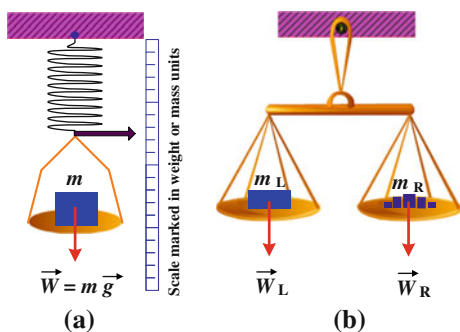 m
W = m g
Scale marked in weight or mass units
(a)
m L
m R
W L
W R
(b)